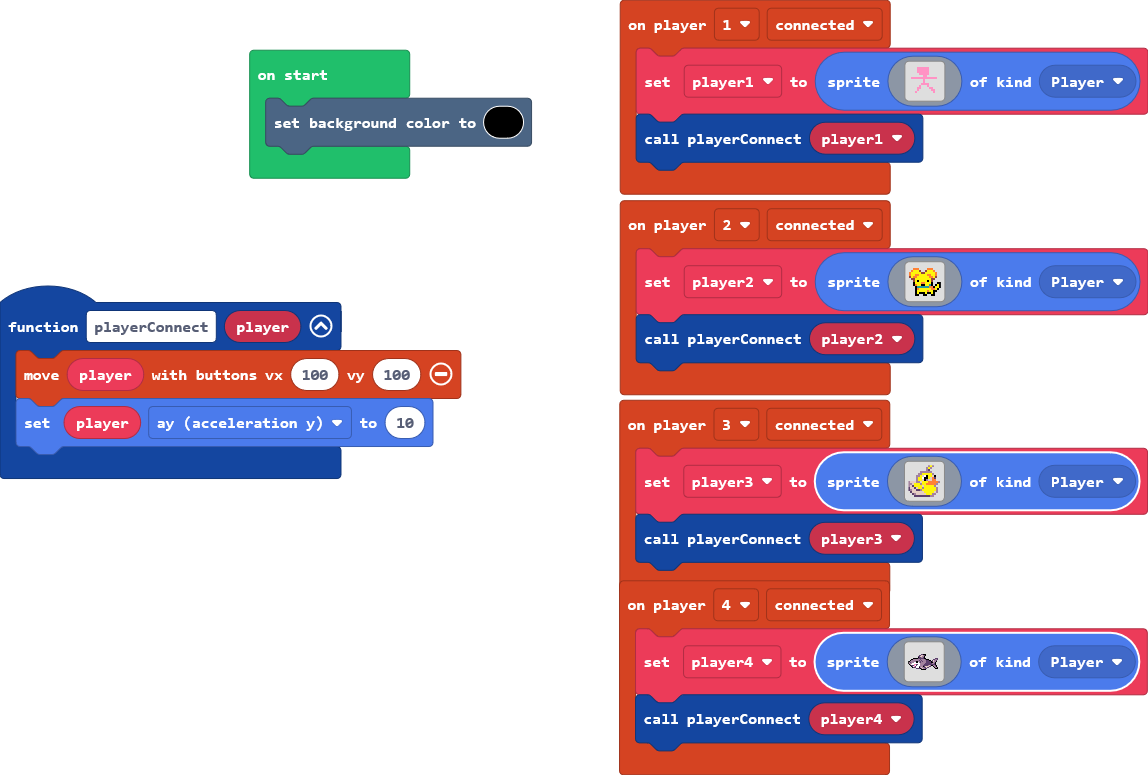 on start
set background color to
function playerConnect player
move player with buttons vx 100 vy 100
set player ay (acceleration y) to 10
on player 1 connected
set player1 to sprite of kind Player
call playerConnect player1
on player 2 connected
set player2 to sprite of kind Player
call playerConnect player2
on player 3 connected
set player3 to sprite of kind Player
call playerConnect player3
on player 4 connected
set player4 to sprite of kind Player
call playerConnect player4